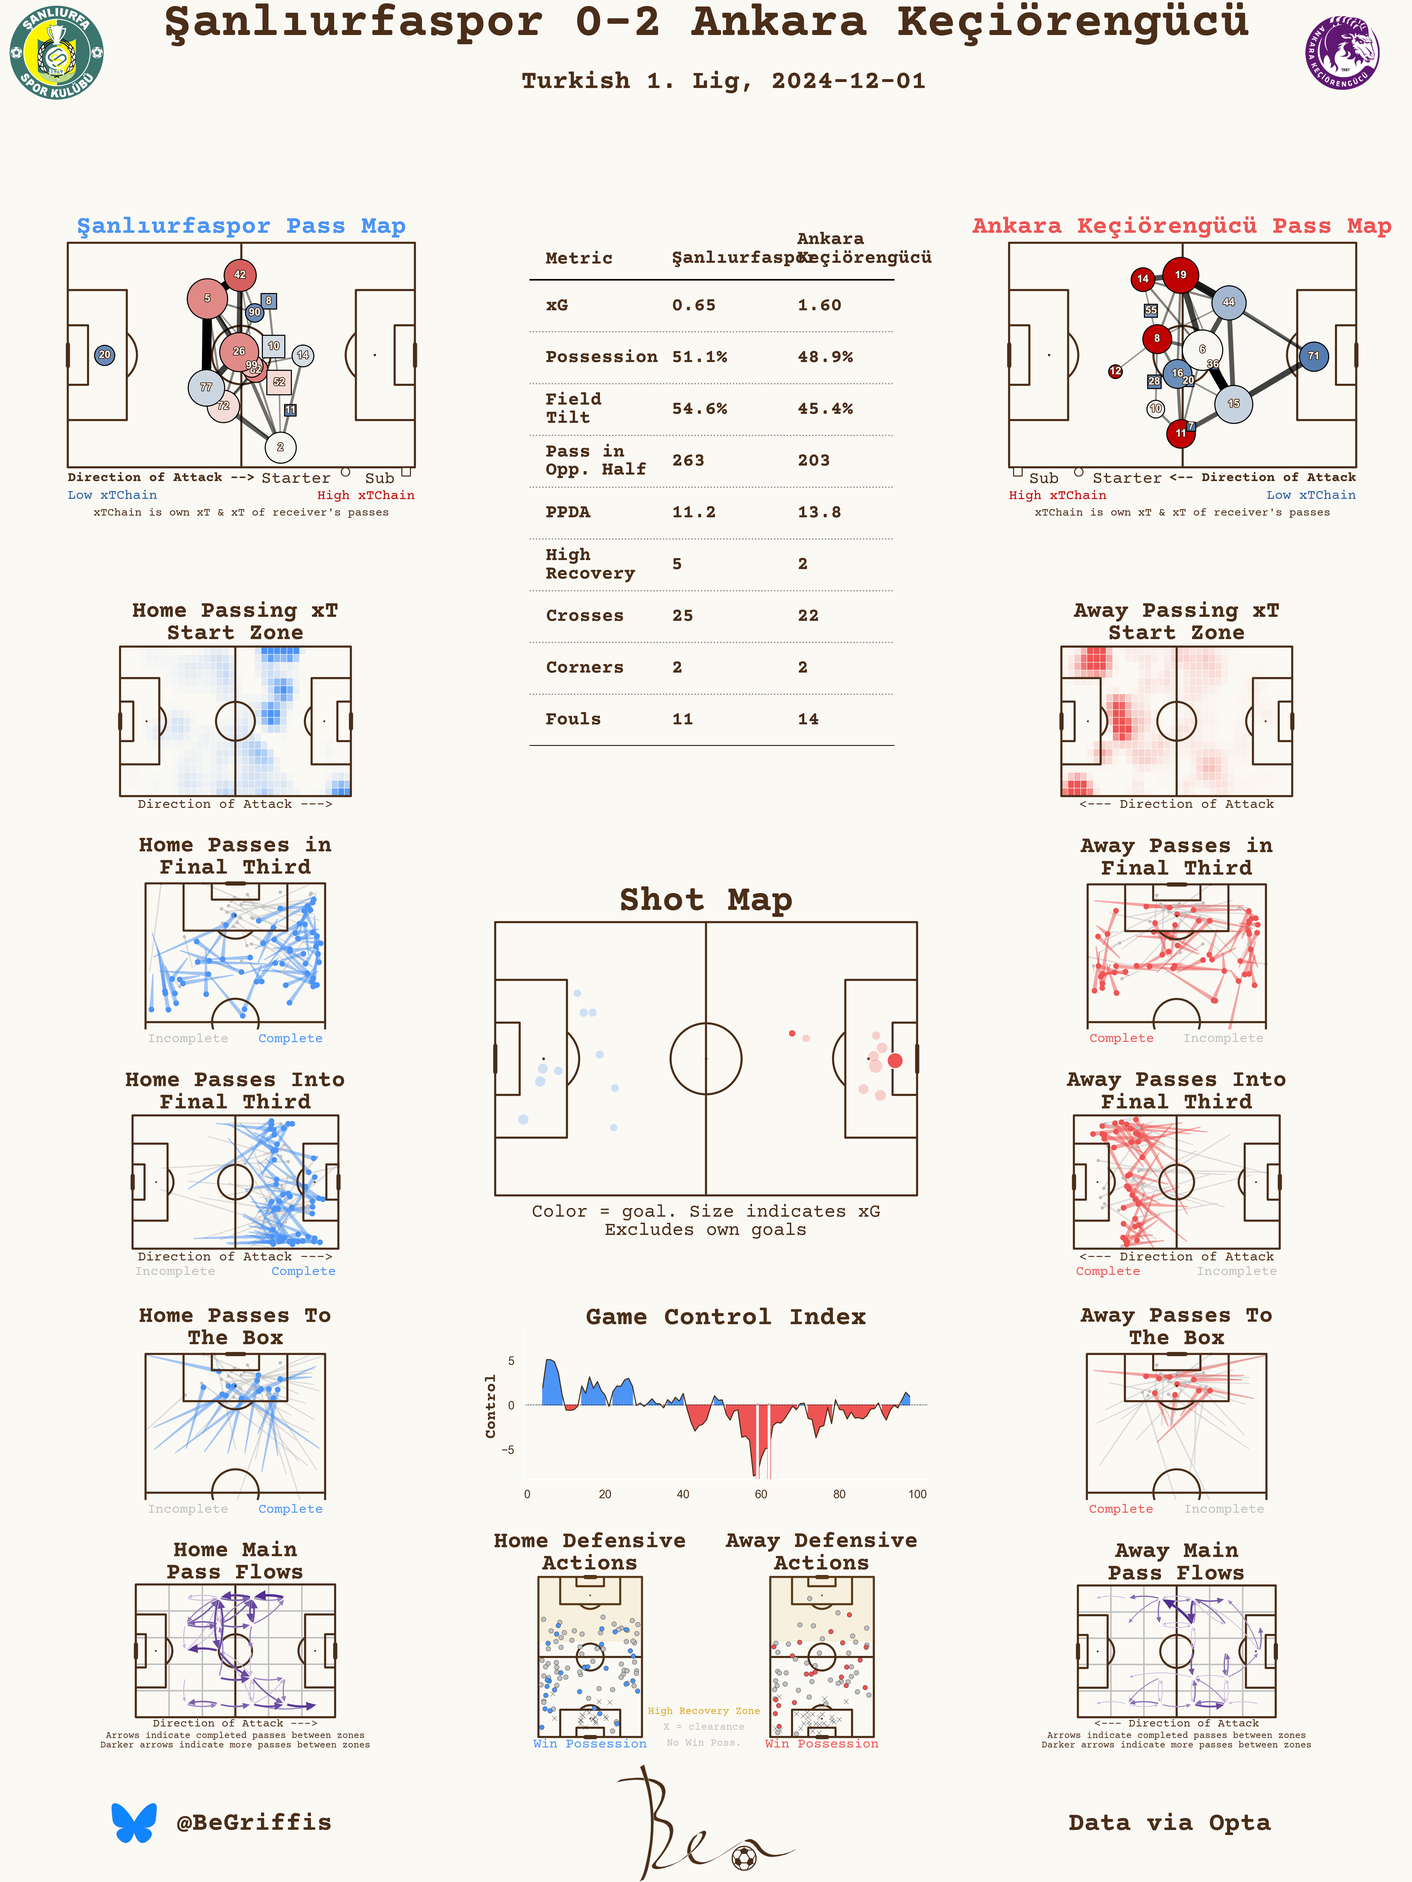 Şanlıurfaspor 0-2 Ankara Keçiörengücü
Turkish 1. Lig, 2024-12-01
ŞANLIURFA
SPOR KULÜBÜ
ANKARA KEÇİÖRENGÜCÜ
Şanlıurfaspor Pass Map
42
5
8
90
10
26
14
20
99
62
52
77
72
11
2
Direction of Attack --> Starter Sub
Low xTChain High xTChain
xTChain is own xT & xT of receiver's passes
Metric Şanlıurfaspor Ankara Keçiörengücü
xG 0.65 1.60
Possession 51.1% 48.9%
Field Tilt 54.6% 45.4%
Pass in Opp. Half 263 203
PPDA 11.2 13.8
High Recovery 5 2
Crosses 25 22
Corners 2 2
Fouls 11 14
Ankara Keçiörengücü Pass Map
14
19
44
55
8
6
71
36
12
16
28
20
10
15
11
7
Sub Starter <-- Direction of Attack
High xTChain Low xTChain
xTChain is own xT & xT of receiver's passes
Home Passing xT
Start Zone
Direction of Attack --->
Away Passing xT
Start Zone
<--- Direction of Attack
Home Passes in
Final Third
Incomplete Complete
Away Passes in
Final Third
Complete Incomplete
Shot Map
Color = goal. Size indicates xG
Excludes own goals
Home Passes Into
Final Third
Direction of Attack --->
Incomplete Complete
Away Passes Into
Final Third
<--- Direction of Attack
Complete Incomplete
Home Passes To
The Box
Incomplete Complete
Game Control Index
Control
5
0
−5
0 20 40 60 80 100
Away Passes To
The Box
Complete Incomplete
Home Main
Pass Flows
Direction of Attack --->
Arrows indicate completed passes between zones
Darker arrows indicate more passes between zones
Home Defensive
Actions
Win Possession
High Recovery Zone
X = clearance
No Win Poss.
Away Defensive
Actions
Win Possession
Away Main
Pass Flows
<--- Direction of Attack
Arrows indicate completed passes between zones
Darker arrows indicate more passes between zones
@BeGriffis
Ben
Data via Opta